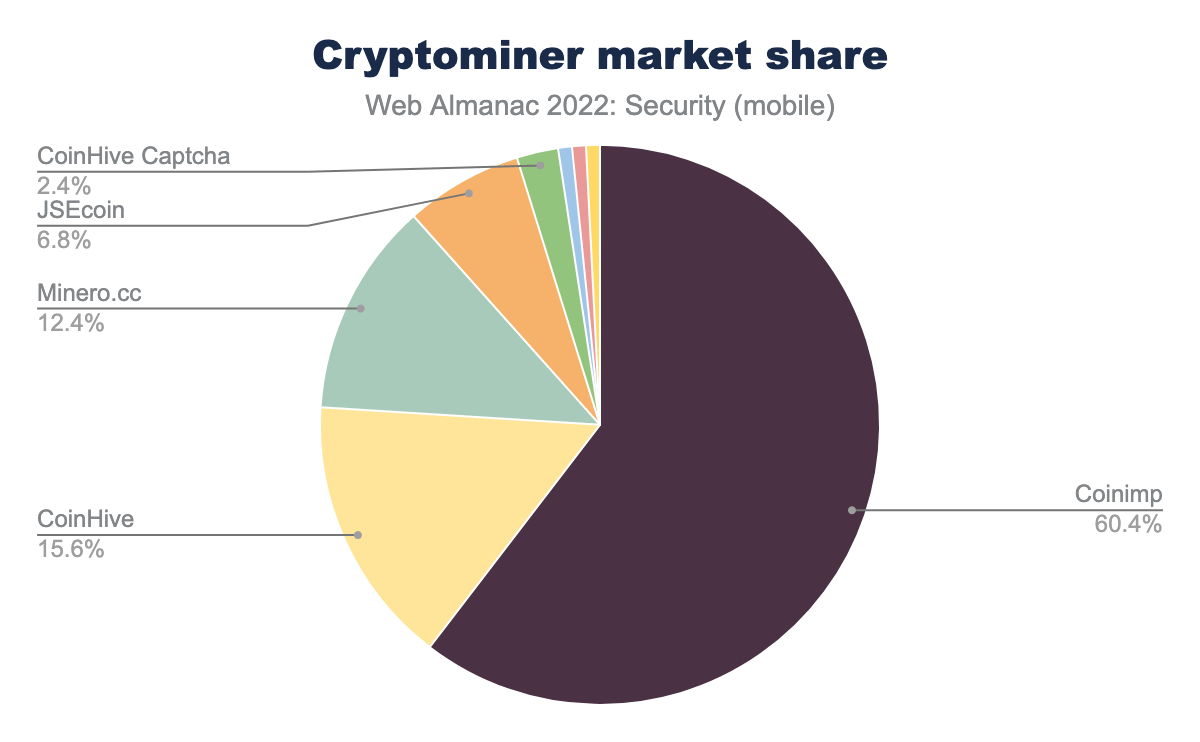 Cryptominer market share
Web Almanac 2022: Security (mobile)
CoinHive Captcha
2.4%
JSEcoin
6.8%
Minero.cc
12.4%
CoinHive
15.6%
Coinimp
60.4%